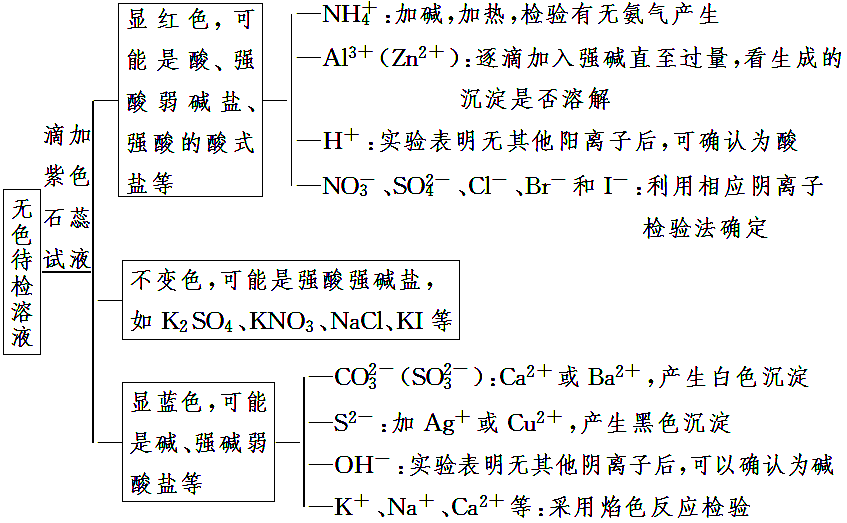 无色待检溶液
滴加
紫色
石蕊
试液
显红色，可
能是酸、强
酸弱碱盐、
强酸的酸式
盐等
NH₄⁺：加碱，加热，检验有无氨气产生
Al³⁺（Zn²⁺）：逐滴加入强碱直至过量，看生成的
沉淀是否溶解
H⁺：实验表明无其他阳离子后，可确认为酸
NO₃⁻、SO₄²⁻、Cl⁻、Br⁻和I⁻：利用相应阴离子
检验法确定
不变色，可能是强酸强碱盐，
如K₂SO₄、KNO₃、NaCl、KI等
显蓝色，可能
是碱、强碱弱
酸盐等
CO₃²⁻（SO₃²⁻）：Ca²⁺或Ba²⁺，产生白色沉淀
S²⁻：加Ag⁺或Cu²⁺，产生黑色沉淀
OH⁻：实验表明无其他阴离子后，可以确认为碱
K⁺、Na⁺、Ca²⁺等：采用焰色反应检验